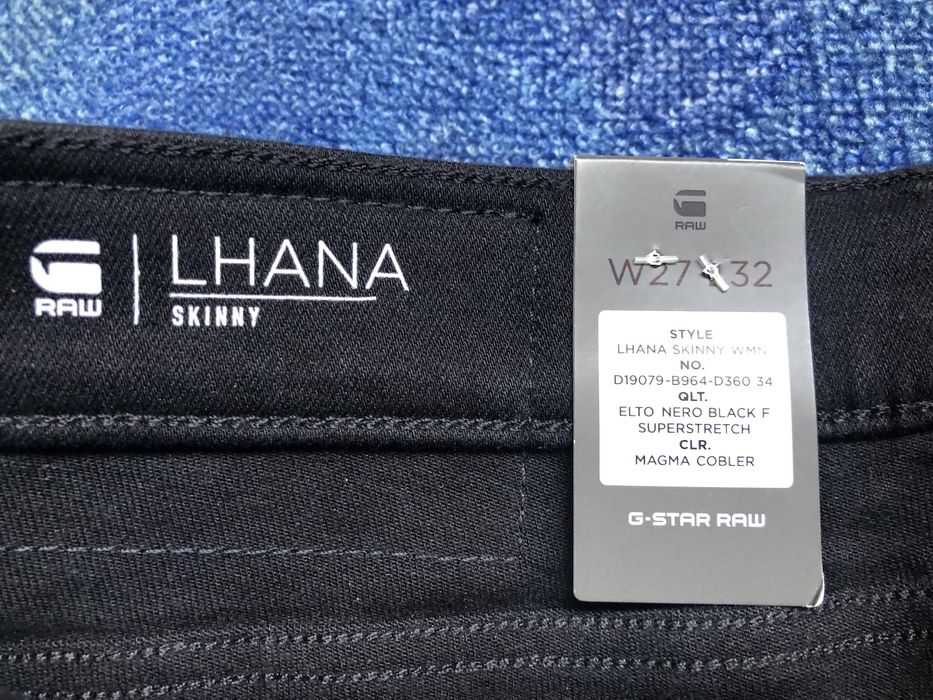 RAW
LHANA
SKINNY
RAW
W27 32
STYLE
LHANA SKINNY WMN
NO.
D19079-B964-D360 34
QLT.
ELTO NERO BLACK F
SUPERSTRETCH
CLR.
MAGMA COBLER
G-STAR RAW